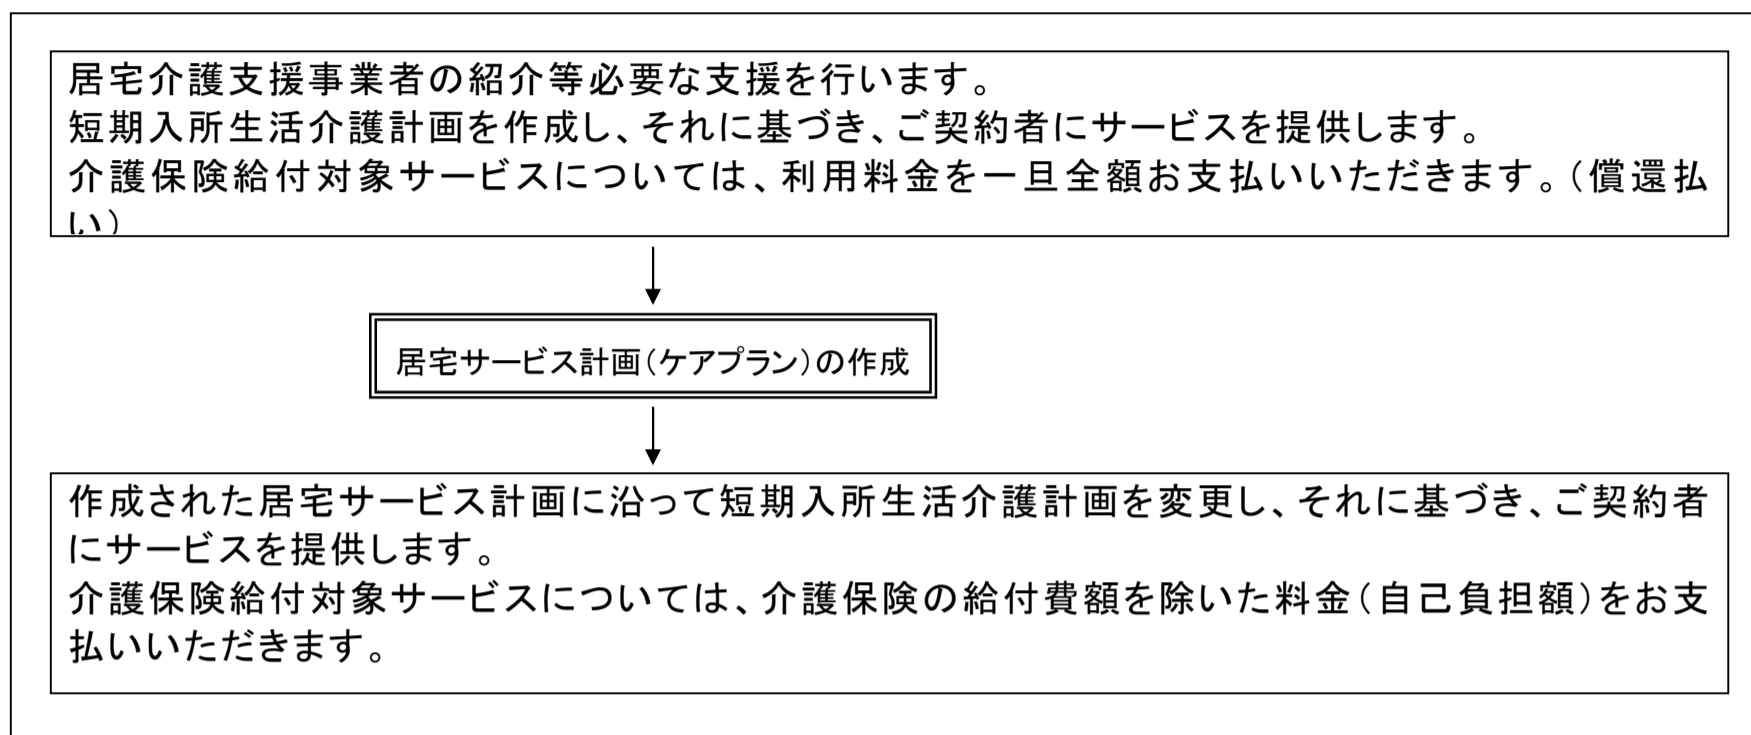 居宅介護支援事業者の紹介等必要な支援を行います。
短期入所生活介護計画を作成し、それに基づき、ご契約者にサービスを提供します。
介護保険給付対象サービスについては、利用料金を一旦全額お支払いいただきます。（償還払
い）
居宅サービス計画（ケアプラン）の作成
作成された居宅サービス計画に沿って短期入所生活介護計画を変更し、それに基づき、ご契約者
にサービスを提供します。
介護保険給付対象サービスについては、介護保険の給付費額を除いた料金（自己負担額）をお支
払いいただきます。